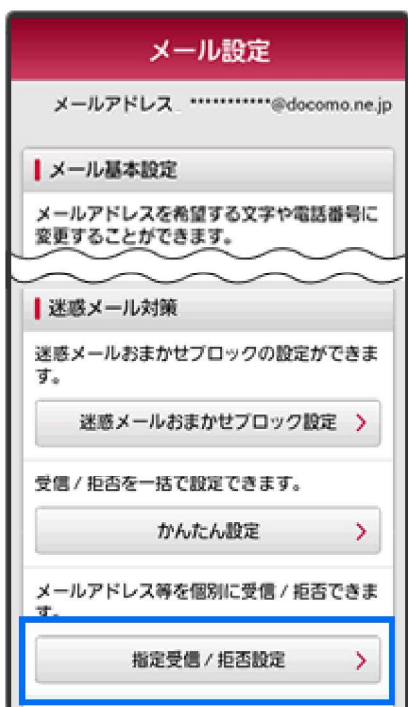 メール設定
メールアドレス ***********@docomo.ne.jp
メール基本設定
メールアドレスを希望する文字や電話番号に
変更することができます。
迷惑メール対策
迷惑メールおまかせブロックの設定ができま
す。
迷惑メールおまかせブロック設定
受信 / 拒否を一括で設定できます。
かんたん設定
メールアドレス等を個別に受信 / 拒否できま
す。
指定受信 / 拒否設定